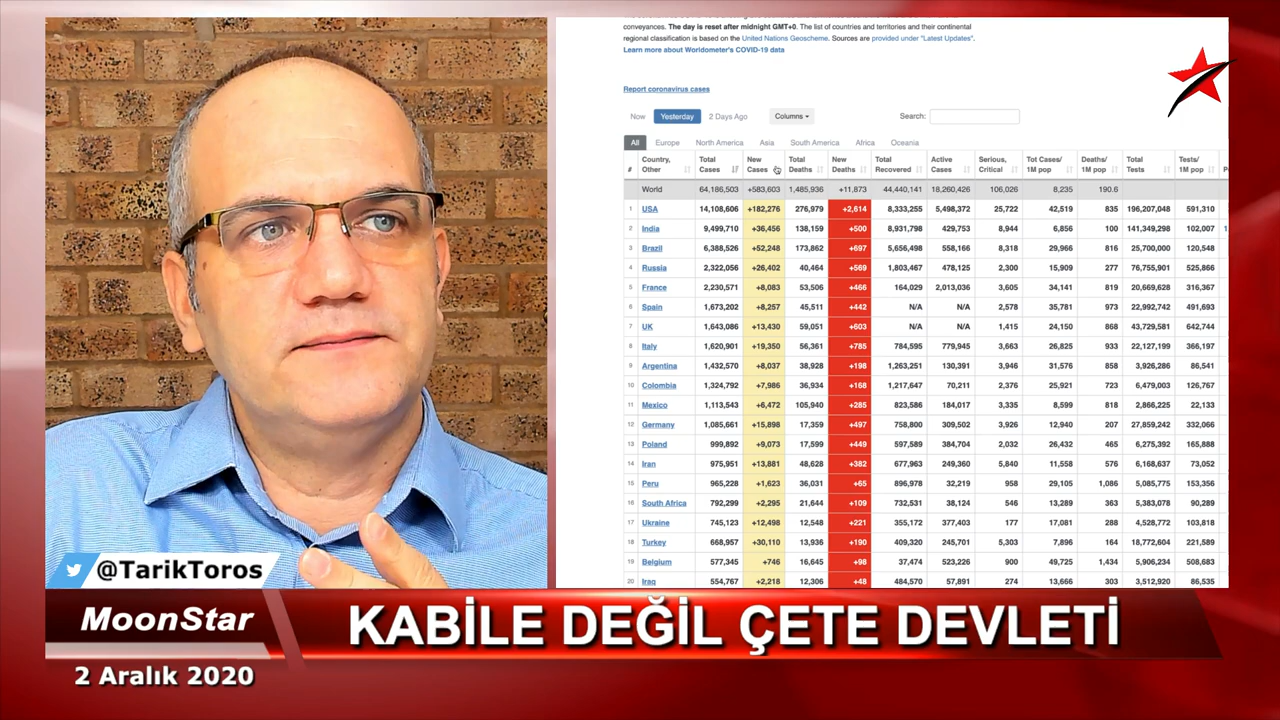 conveyances. The day is reset after midnight GMT+0. The list of countries and territories and their continental
regional classification is based on the United Nations Geoscheme. Sources are provided under "Latest Updates".
Learn more about Worldometer's COVID-19 data
Report coronavirus cases
Now Yesterday 2 Days Ago Columns Search:
All Europe North America Asia South America Africa Oceania
# Country, Other Total Cases New Cases Total Deaths New Deaths Total Recovered Active Cases Serious, Critical Tot Cases/ 1M pop Deaths/ 1M pop Total Tests Tests/ 1M pop
World 64,186,503 +583,603 1,485,936 +11,873 44,440,141 18,260,426 106,026 8,235 190.6
1 USA 14,108,606 +182,276 276,979 +2,614 8,333,255 5,498,372 25,722 42,519 835 196,207,048 591,310
2 India 9,499,710 +36,456 138,159 +500 8,931,798 429,753 8,944 6,856 100 141,349,298 102,007
3 Brazil 6,388,526 +52,248 173,862 +697 5,656,498 558,166 8,318 29,966 816 25,700,000 120,548
4 Russia 2,322,056 +26,402 40,464 +569 1,803,467 478,125 2,300 15,909 277 76,755,901 525,866
5 France 2,230,571 +8,083 53,506 +466 164,029 2,013,036 3,605 34,141 819 20,669,628 316,367
6 Spain 1,673,202 +8,257 45,511 +442 N/A N/A 2,578 35,781 973 22,992,742 491,693
7 UK 1,643,086 +13,430 59,051 +603 N/A N/A 1,415 24,150 868 43,729,581 642,744
8 Italy 1,620,901 +19,350 56,361 +785 784,595 779,945 3,663 26,825 933 22,127,199 366,197
9 Argentina 1,432,570 +8,037 38,928 +198 1,263,251 130,391 3,946 31,576 858 3,926,286 86,541
10 Colombia 1,324,792 +7,986 36,934 +168 1,217,647 70,211 2,376 25,921 723 6,479,003 126,767
11 Mexico 1,113,543 +6,472 105,940 +285 823,586 184,017 3,335 8,599 818 2,866,225 22,133
12 Germany 1,085,661 +15,898 17,359 +497 758,800 309,502 3,926 12,940 207 27,859,242 332,066
13 Poland 999,892 +9,073 17,599 +449 597,589 384,704 2,032 26,432 465 6,275,392 165,888
14 Iran 975,951 +13,881 48,628 +382 677,963 249,360 5,840 11,558 576 6,168,637 73,052
15 Peru 965,228 +1,623 36,031 +65 896,978 32,219 958 29,105 1,086 5,085,775 153,356
16 South Africa 792,299 +2,295 21,644 +109 732,531 38,124 546 13,289 363 5,383,078 90,289
17 Ukraine 745,123 +12,498 12,548 +221 355,172 377,403 177 17,081 288 4,528,772 103,818
18 Turkey 668,957 +30,110 13,936 +190 409,320 245,701 5,303 7,896 164 18,772,604 221,589
19 Belgium 577,345 +746 16,645 +98 37,474 523,226 900 49,725 1,434 5,906,234 508,683
20 Iraq 554,767 +2,218 12,306 +48 484,570 57,891 274 13,666 303 3,512,920 86,535
@TarikToros
MoonStar
KABİLE DEĞİL ÇETE DEVLETİ
2 Aralık 2020